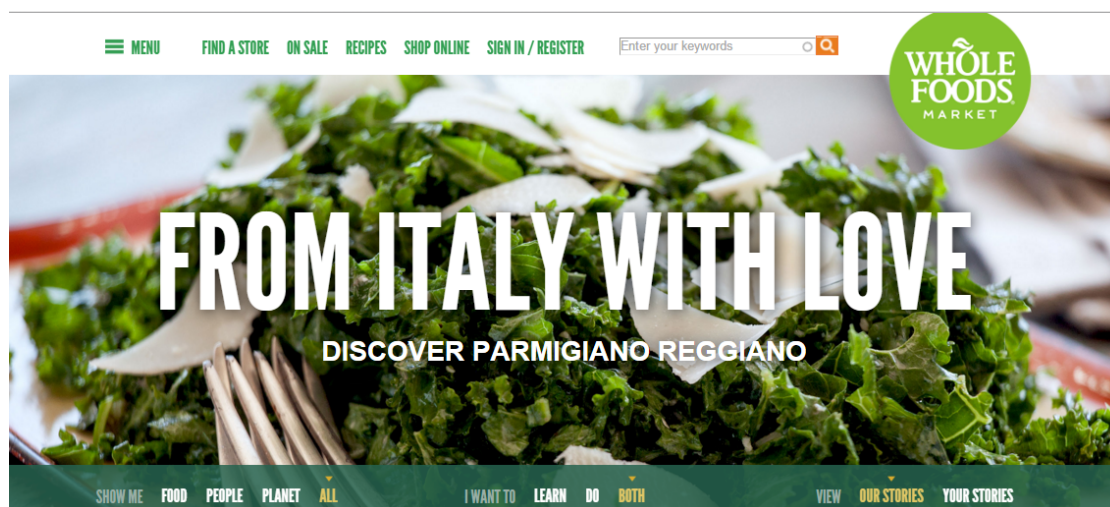 MENU FIND A STORE ON SALE RECIPES SHOP ONLINE SIGN IN / REGISTER Enter your keywords
WHOLE
FOODS
MARKET
FROM ITALY WITH LOVE
DISCOVER PARMIGIANO REGGIANO
SHOW ME FOOD PEOPLE PLANET ALL I WANT TO LEARN DO BOTH VIEW OUR STORIES YOUR STORIES